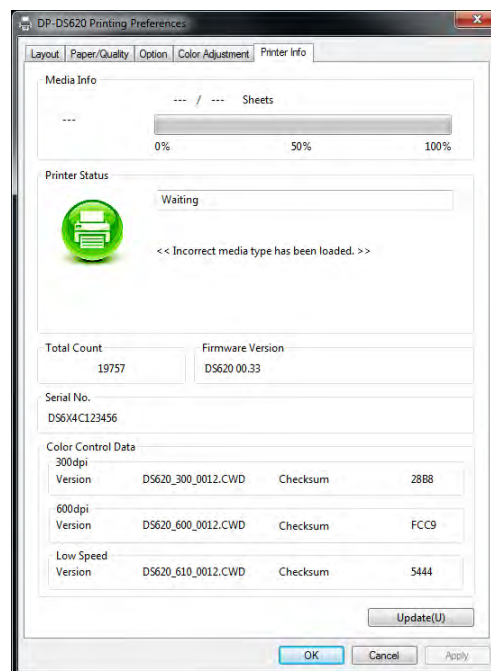 DP-DS620 Printing Preferences
Layout Paper/Quality Option Color Adjustment Printer Info
Media Info
--- / --- Sheets
---
0% 50% 100%
Printer Status
Waiting
<< Incorrect media type has been loaded. >>
Total Count Firmware Version
19757 DS620 00.33
Serial No.
DS6X4C123456
Color Control Data
300dpi
Version DS620_300_0012.CWD Checksum 28B8
600dpi
Version DS620_600_0012.CWD Checksum FCC9
Low Speed
Version DS620_610_0012.CWD Checksum 5444
Update(U)
OK Cancel Apply